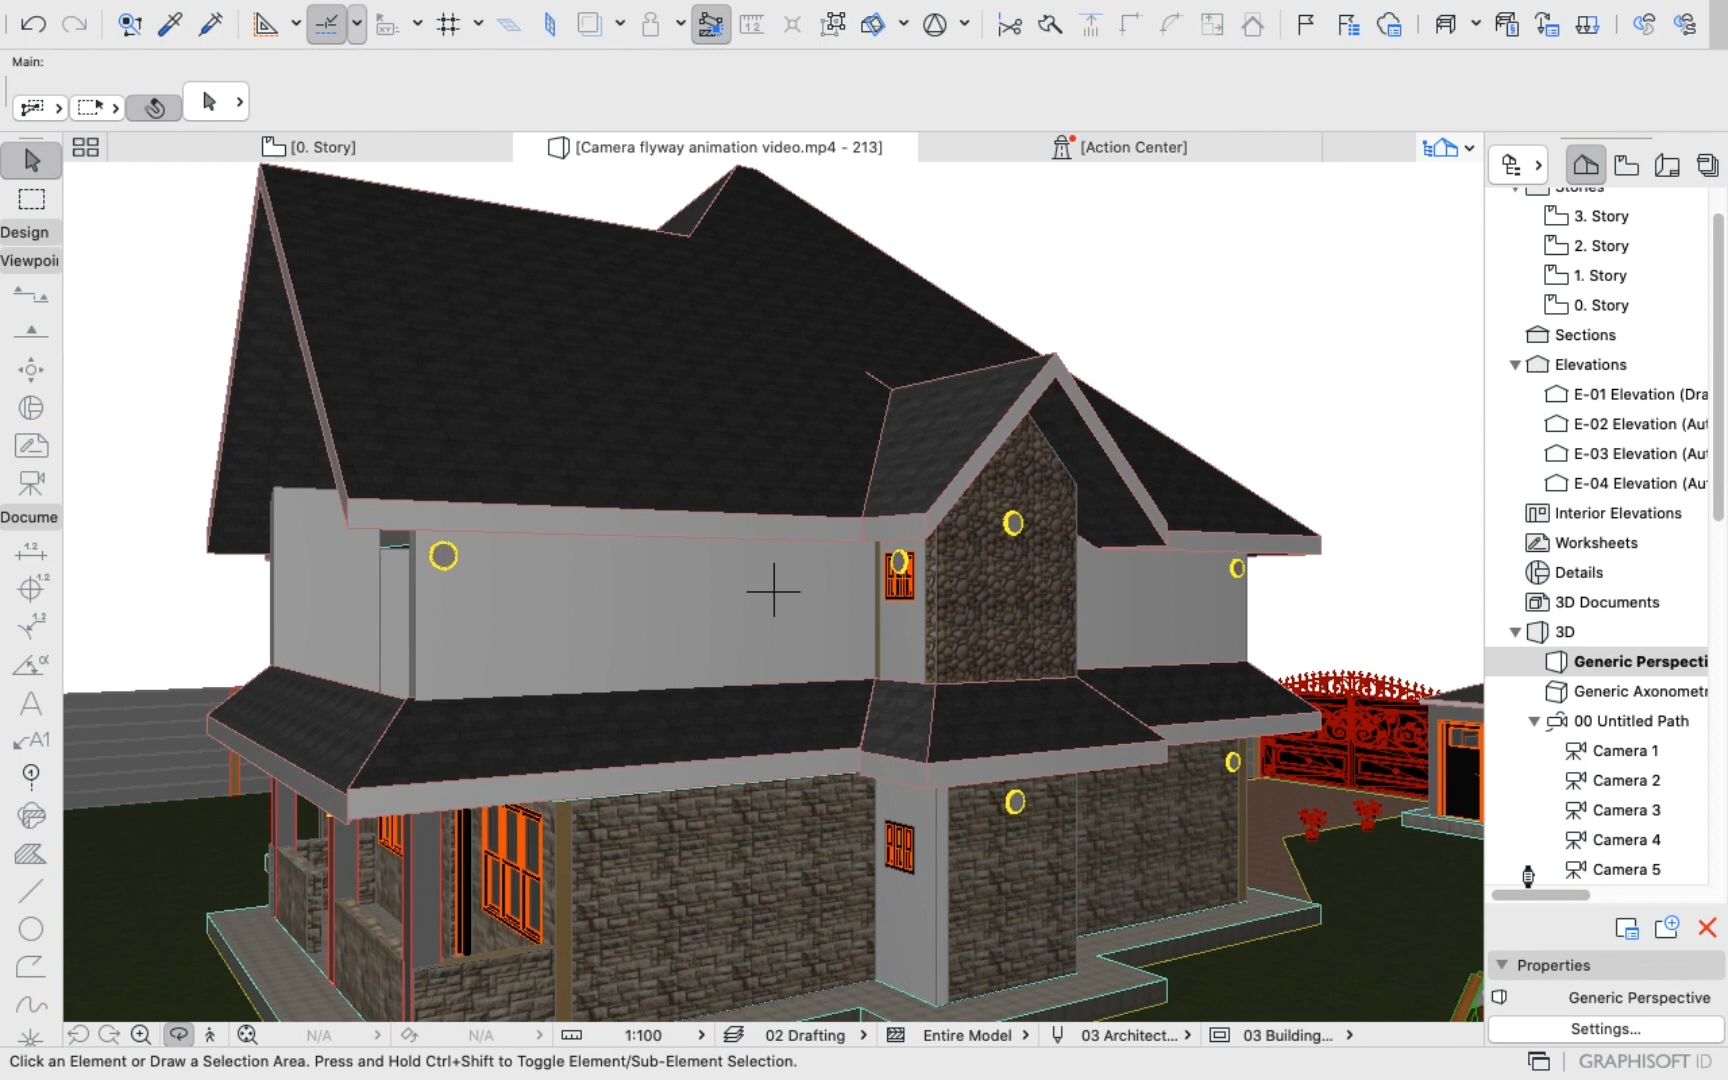 Main:
[0. Story]
[Camera flyway animation video.mp4 - 213]
[Action Center]
Design
Viewpoi
Docume
Stories
3. Story
2. Story
1. Story
0. Story
Sections
Elevations
E-01 Elevation (Dra
E-02 Elevation (Aut
E-03 Elevation (Aut
E-04 Elevation (Aut
Interior Elevations
Worksheets
Details
3D Documents
3D
Generic Perspecti
Generic Axonometr
00 Untitled Path
Camera 1
Camera 2
Camera 3
Camera 4
Camera 5
Properties
Generic Perspective
Settings...
N/A
N/A
1:100
02 Drafting
Entire Model
03 Architect...
03 Building...
Click an Element or Draw a Selection Area. Press and Hold Ctrl+Shift to Toggle Element/Sub-Element Selection.
GRAPHISOFT ID